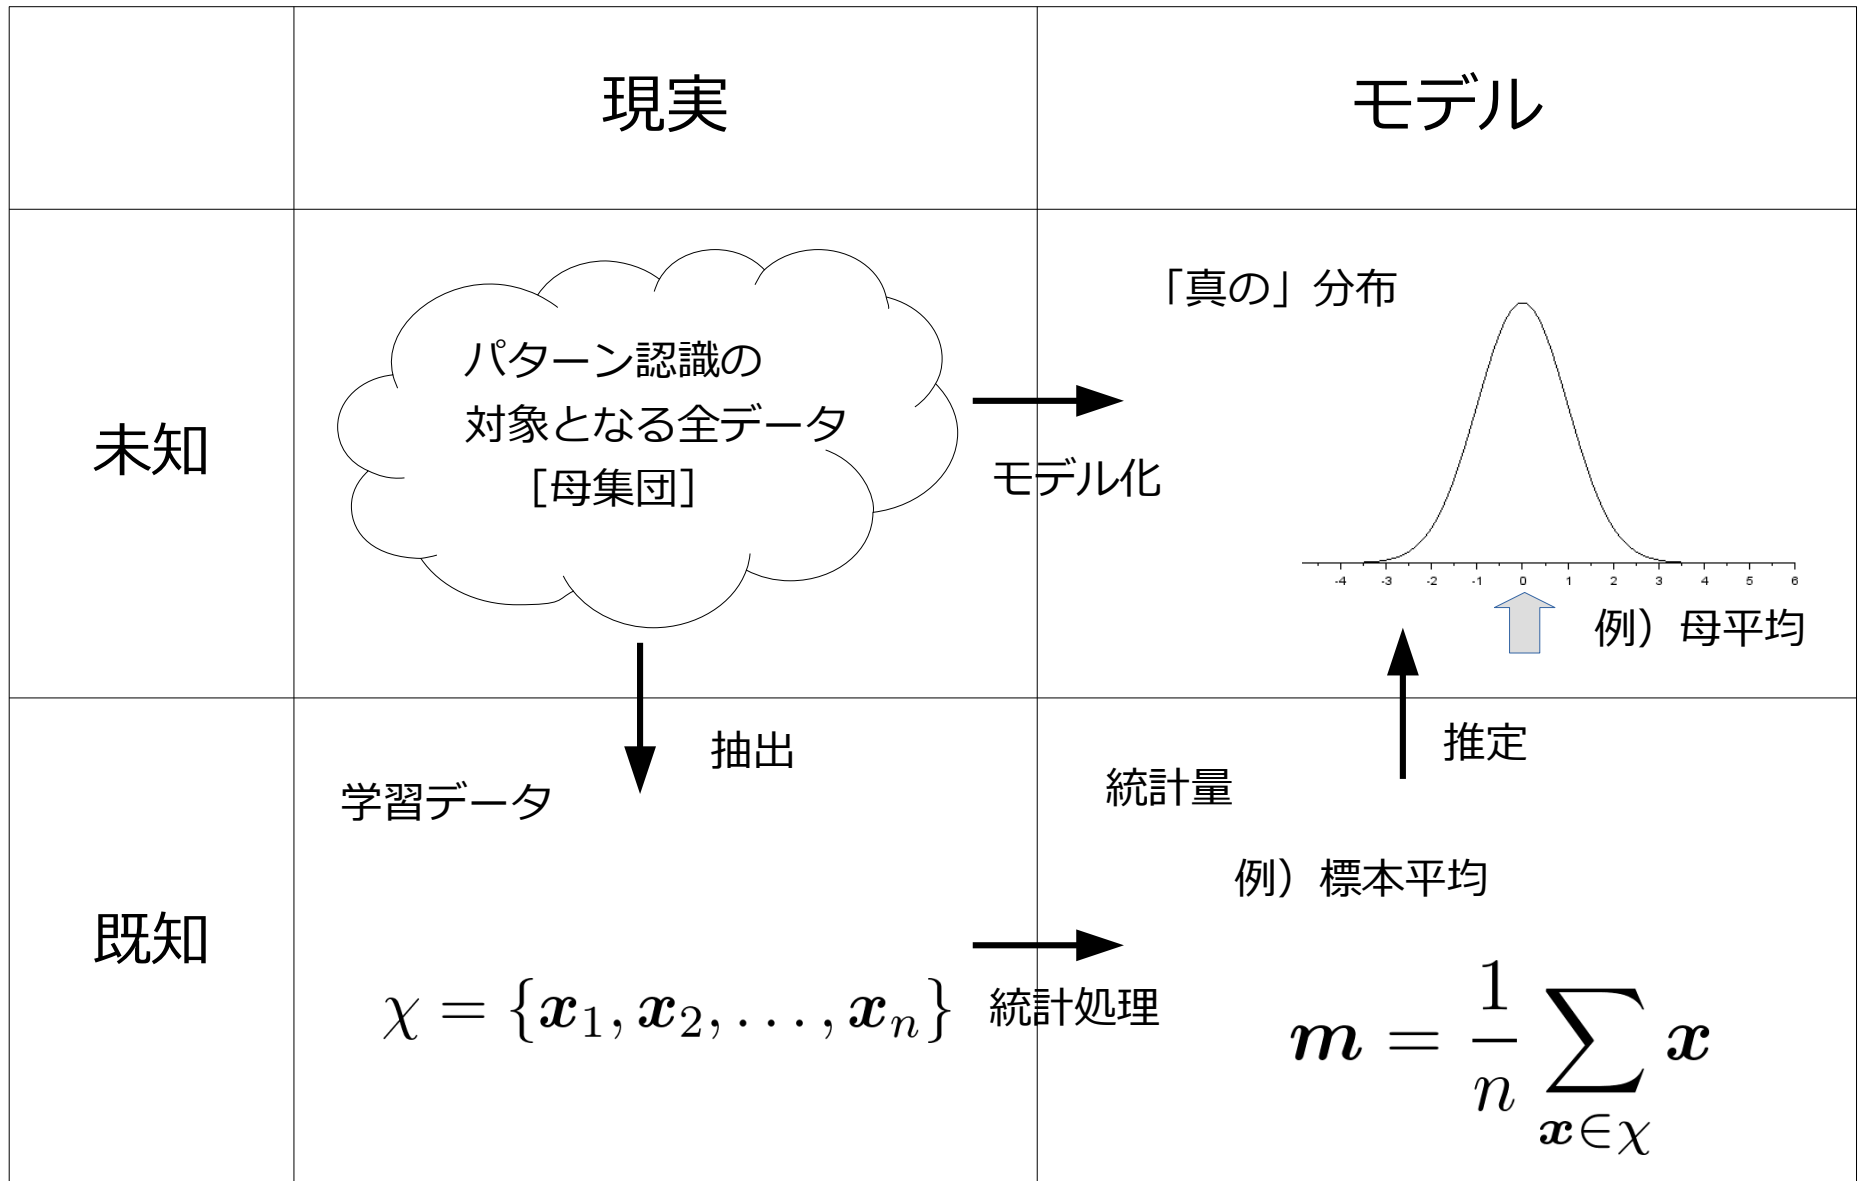 現実
モデル
未知
パターン認識の
対象となる全データ
［母集団］
モデル化
「真の」分布
-4 -3 -2 -1 0 1 2 3 4 5 6
例）母平均
既知
抽出
学習データ
χ = {x₁, x₂, . . . , xₙ}
統計処理
推定
統計量
例）標本平均
m = 1/n ∑ x∈χ x